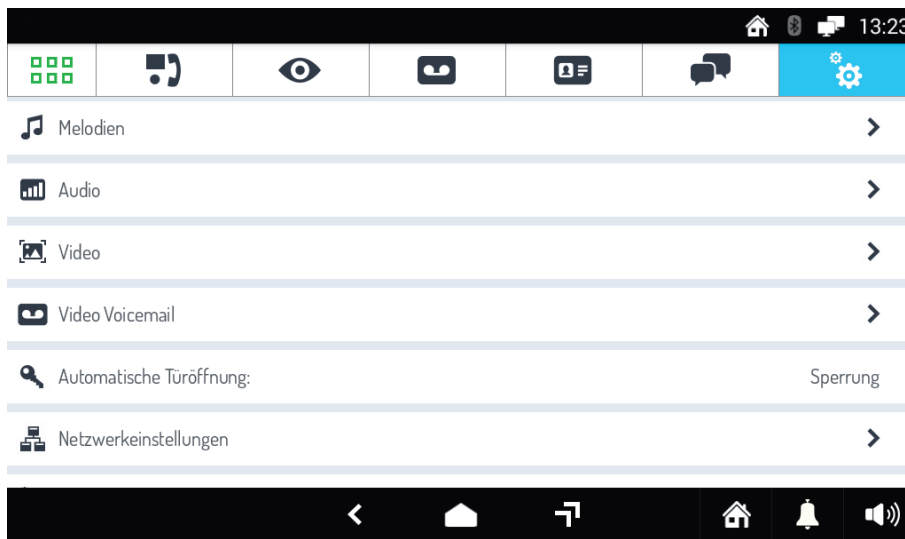 13:23
Melodien
Audio
Video
Video Voicemail
Automatische Türöffnung: Sperrung
Netzwerkeinstellungen